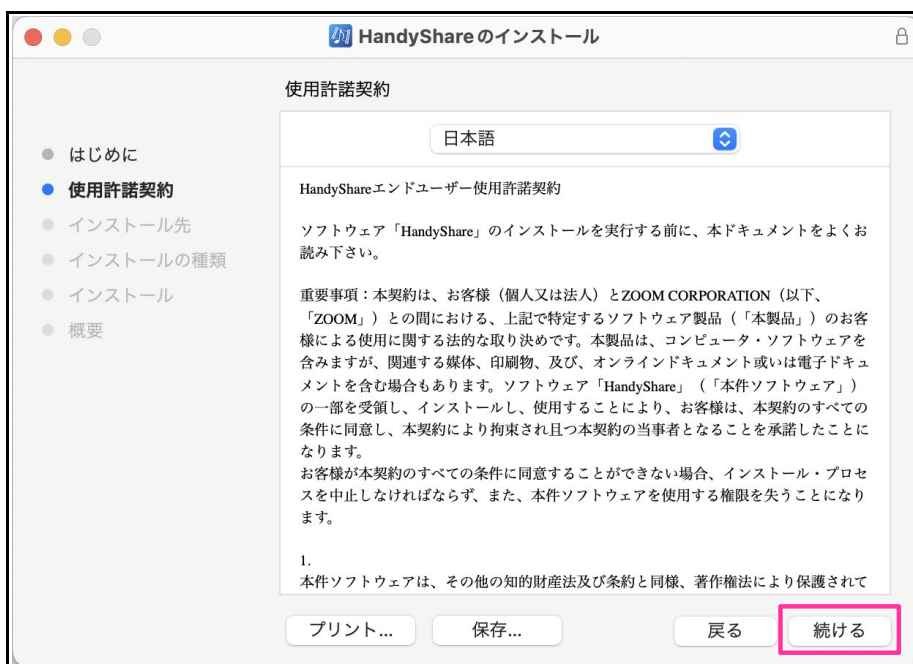 HandyShareのインストール
使用許諾契約
はじめに
使用許諾契約
インストール先
インストールの種類
インストール
概要
日本語
HandyShareエンドユーザー使用許諾契約
ソフトウェア「HandyShare」のインストールを実行する前に、本ドキュメントをよくお
読み下さい。
重要事項：本契約は、お客様（個人又は法人）とZOOM CORPORATION（以下、
「ZOOM」）との間における、上記で特定するソフトウェア製品（「本製品」）のお客
様による使用に関する法的な取り決めです。本製品は、コンピュータ・ソフトウェアを
含みますが、関連する媒体、印刷物、及び、オンラインドキュメント或いは電子ドキュ
メントを含む場合もあります。ソフトウェア「HandyShare」（「本件ソフトウェア」）
の一部を受領し、インストールし、使用することにより、お客様は、本契約のすべての
条件に同意し、本契約により拘束され且つ本契約の当事者となることを承諾したことに
なります。
お客様が本契約のすべての条件に同意することができない場合、インストール・プロセ
スを中止しなければならず、また、本件ソフトウェアを使用する権限を失うことになり
ます。
1.
本件ソフトウェアは、その他の知的財産法及び条約と同様、著作権法により保護されて
プリント...
保存...
戻る
続ける